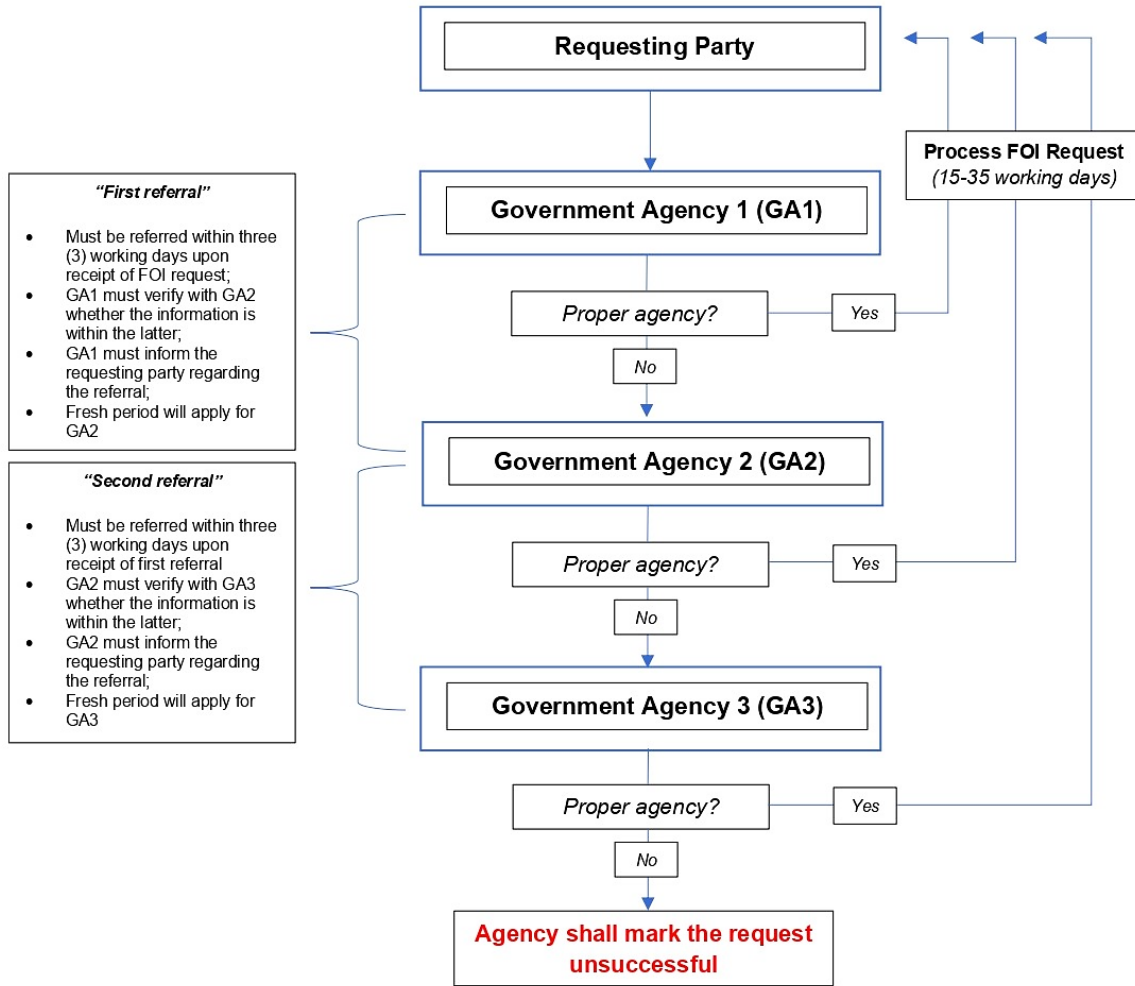 Requesting Party
Process FOI Request
(15-35 working days)
“First referral”
• Must be referred within three
(3) working days upon
receipt of FOI request;
• GA1 must verify with GA2
whether the information is
within the latter;
• GA1 must inform the
requesting party regarding
the referral;
• Fresh period will apply for
GA2
Government Agency 1 (GA1)
Proper agency?
Yes
No
Government Agency 2 (GA2)
“Second referral”
• Must be referred within three
(3) working days upon
receipt of first referral
• GA2 must verify with GA3
whether the information is
within the latter;
• GA2 must inform the
requesting party regarding
the referral;
• Fresh period will apply for
GA3
Proper agency?
Yes
No
Government Agency 3 (GA3)
Proper agency?
Yes
No
Agency shall mark the request
unsuccessful